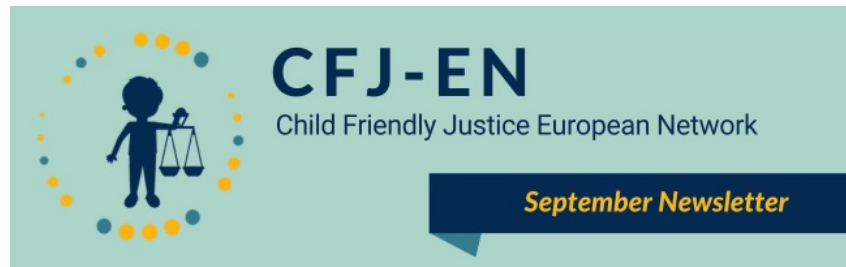 CFJ-EN
Child Friendly Justice European Network
September Newsletter